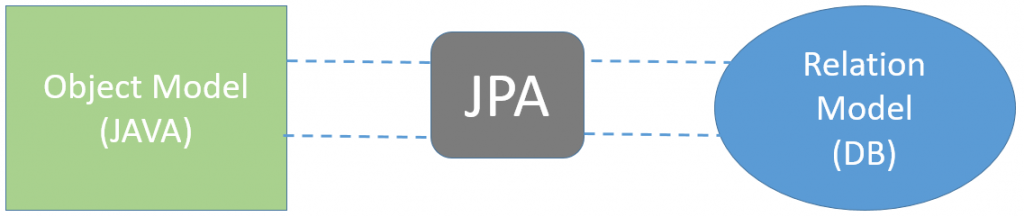 Object Model
(JAVA)
JPA
Relation
Model
(DB)